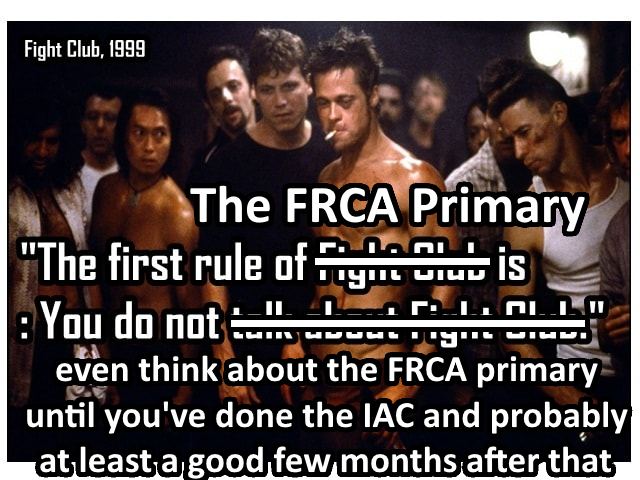 Fight Club, 1999
The FRCA Primary
"The first rule of Fight Club is
: You do not talk about Fight Club."
even think about the FRCA primary
until you've done the IAC and probably
at least a good few months after that